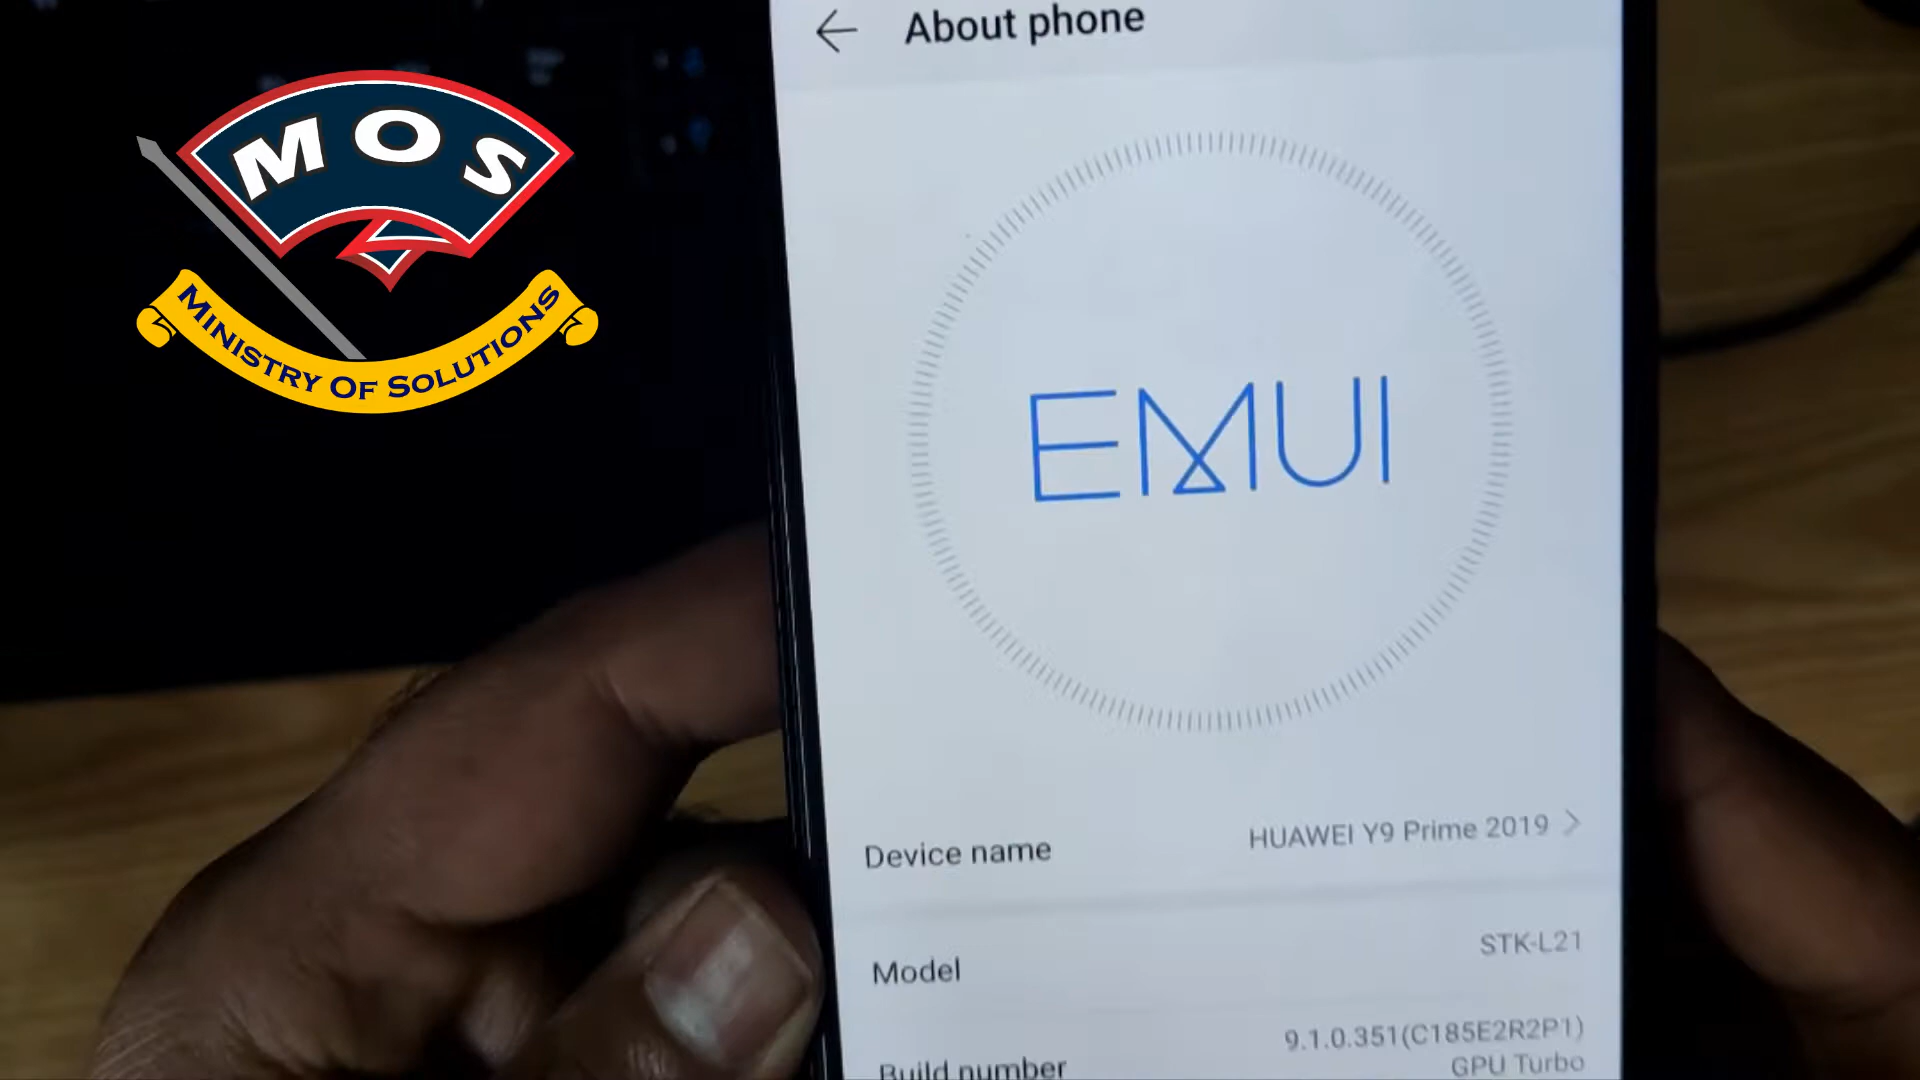 MOS
MINISTRY OF SOLUTIONS
About phone
EMUI
Device name
HUAWEI Y9 Prime 2019
Model
STK-L21
Build number
9.1.0.351(C185E2R2P1)
GPU Turbo